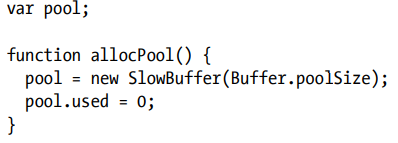 var pool;

function allocPool() {
  pool = new SlowBuffer(Buffer.poolSize);
  pool.used = 0;
}